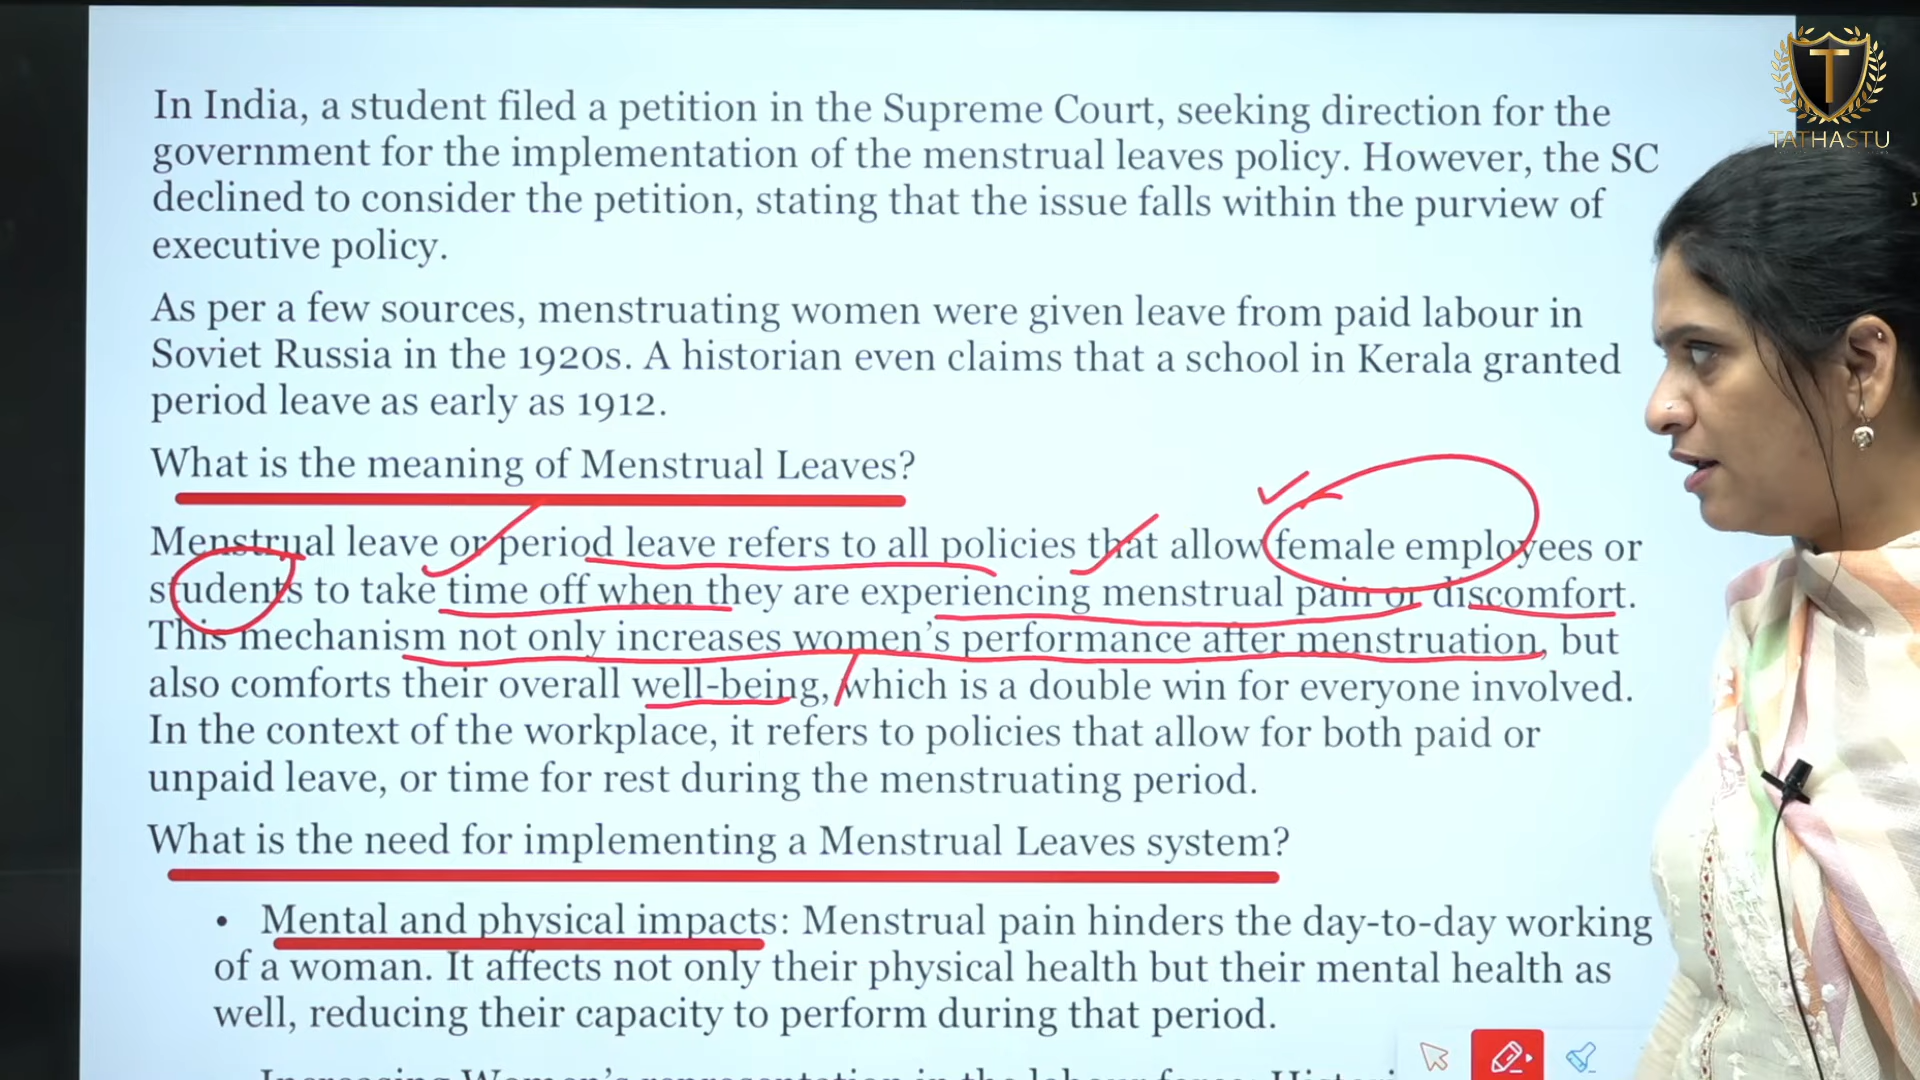 T
TATHASTU
In India, a student filed a petition in the Supreme Court, seeking direction for the
government for the implementation of the menstrual leaves policy. However, the SC
declined to consider the petition, stating that the issue falls within the purview of
executive policy.
As per a few sources, menstruating women were given leave from paid labour in
Soviet Russia in the 1920s. A historian even claims that a school in Kerala granted
period leave as early as 1912.
What is the meaning of Menstrual Leaves?
Menstrual leave or period leave refers to all policies that allow female employees or
students to take time off when they are experiencing menstrual pain or discomfort.
This mechanism not only increases women's performance after menstruation, but
also comforts their overall well-being, which is a double win for everyone involved.
In the context of the workplace, it refers to policies that allow for both paid or
unpaid leave, or time for rest during the menstruating period.
What is the need for implementing a Menstrual Leaves system?
• Mental and physical impacts: Menstrual pain hinders the day-to-day working
of a woman. It affects not only their physical health but their mental health as
well, reducing their capacity to perform during that period.
Increasing Women's representation in the labour force: